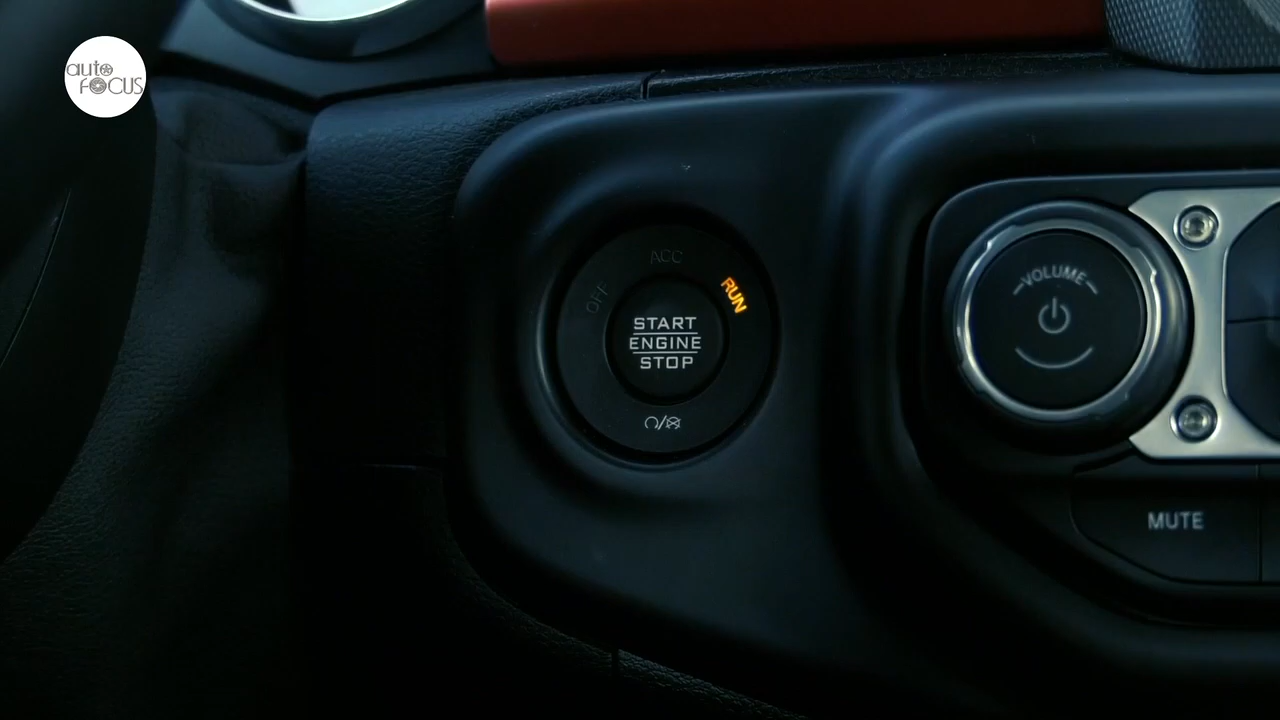 auto
FOCUS
ACC
OFF
RUN
START
ENGINE
STOP
VOLUME
MUTE